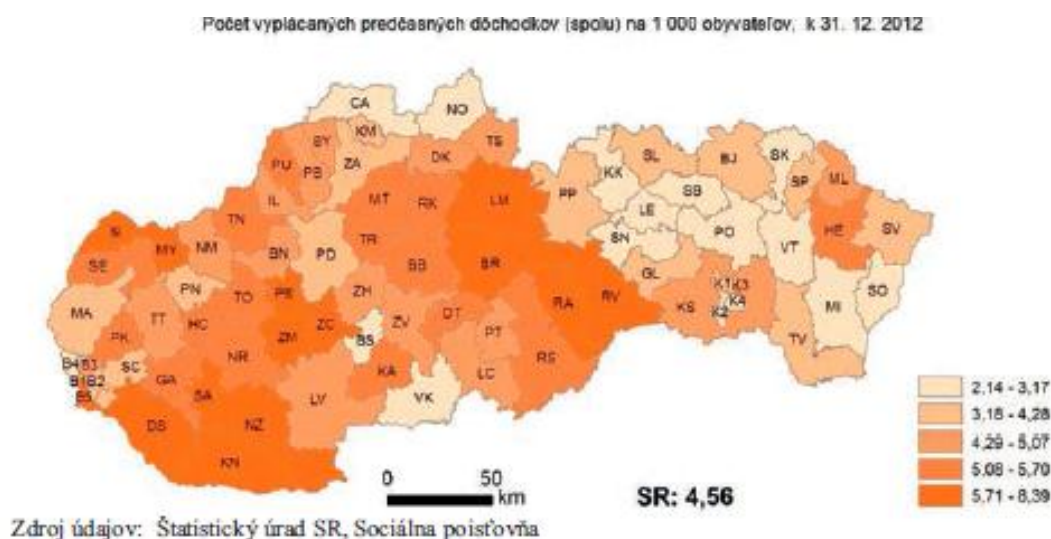 Počet vyplácaných predčasných dôchodkov (spolu) na 1 000 obyvateľov, k 31. 12. 2012
CA NO
KM BY TS
PU PB ZA DK SL BJ SK
IL KK SP ML
MT RK LM PP SB
TN LE HE SV
SI MY NM BN TR SN PO VT
SE PD BB BR GL
PN TO PE ZH K1 K3 SO
MA RA RV KS K2 K4 MI
TT HC ZM ZC BS ZV DT PT TV
PK NR
B4 B3 SC KA LC RS
B1 B2 GA SA LV VK
B5
DS NZ
KN
2,14 - 3,17
3,18 - 4,28
4,29 - 5,07
5,08 - 5,70
5,71 - 8,39
0 50
km
SR: 4,56
Zdroj údajov: Štatistický úrad SR, Sociálna poisťovňa